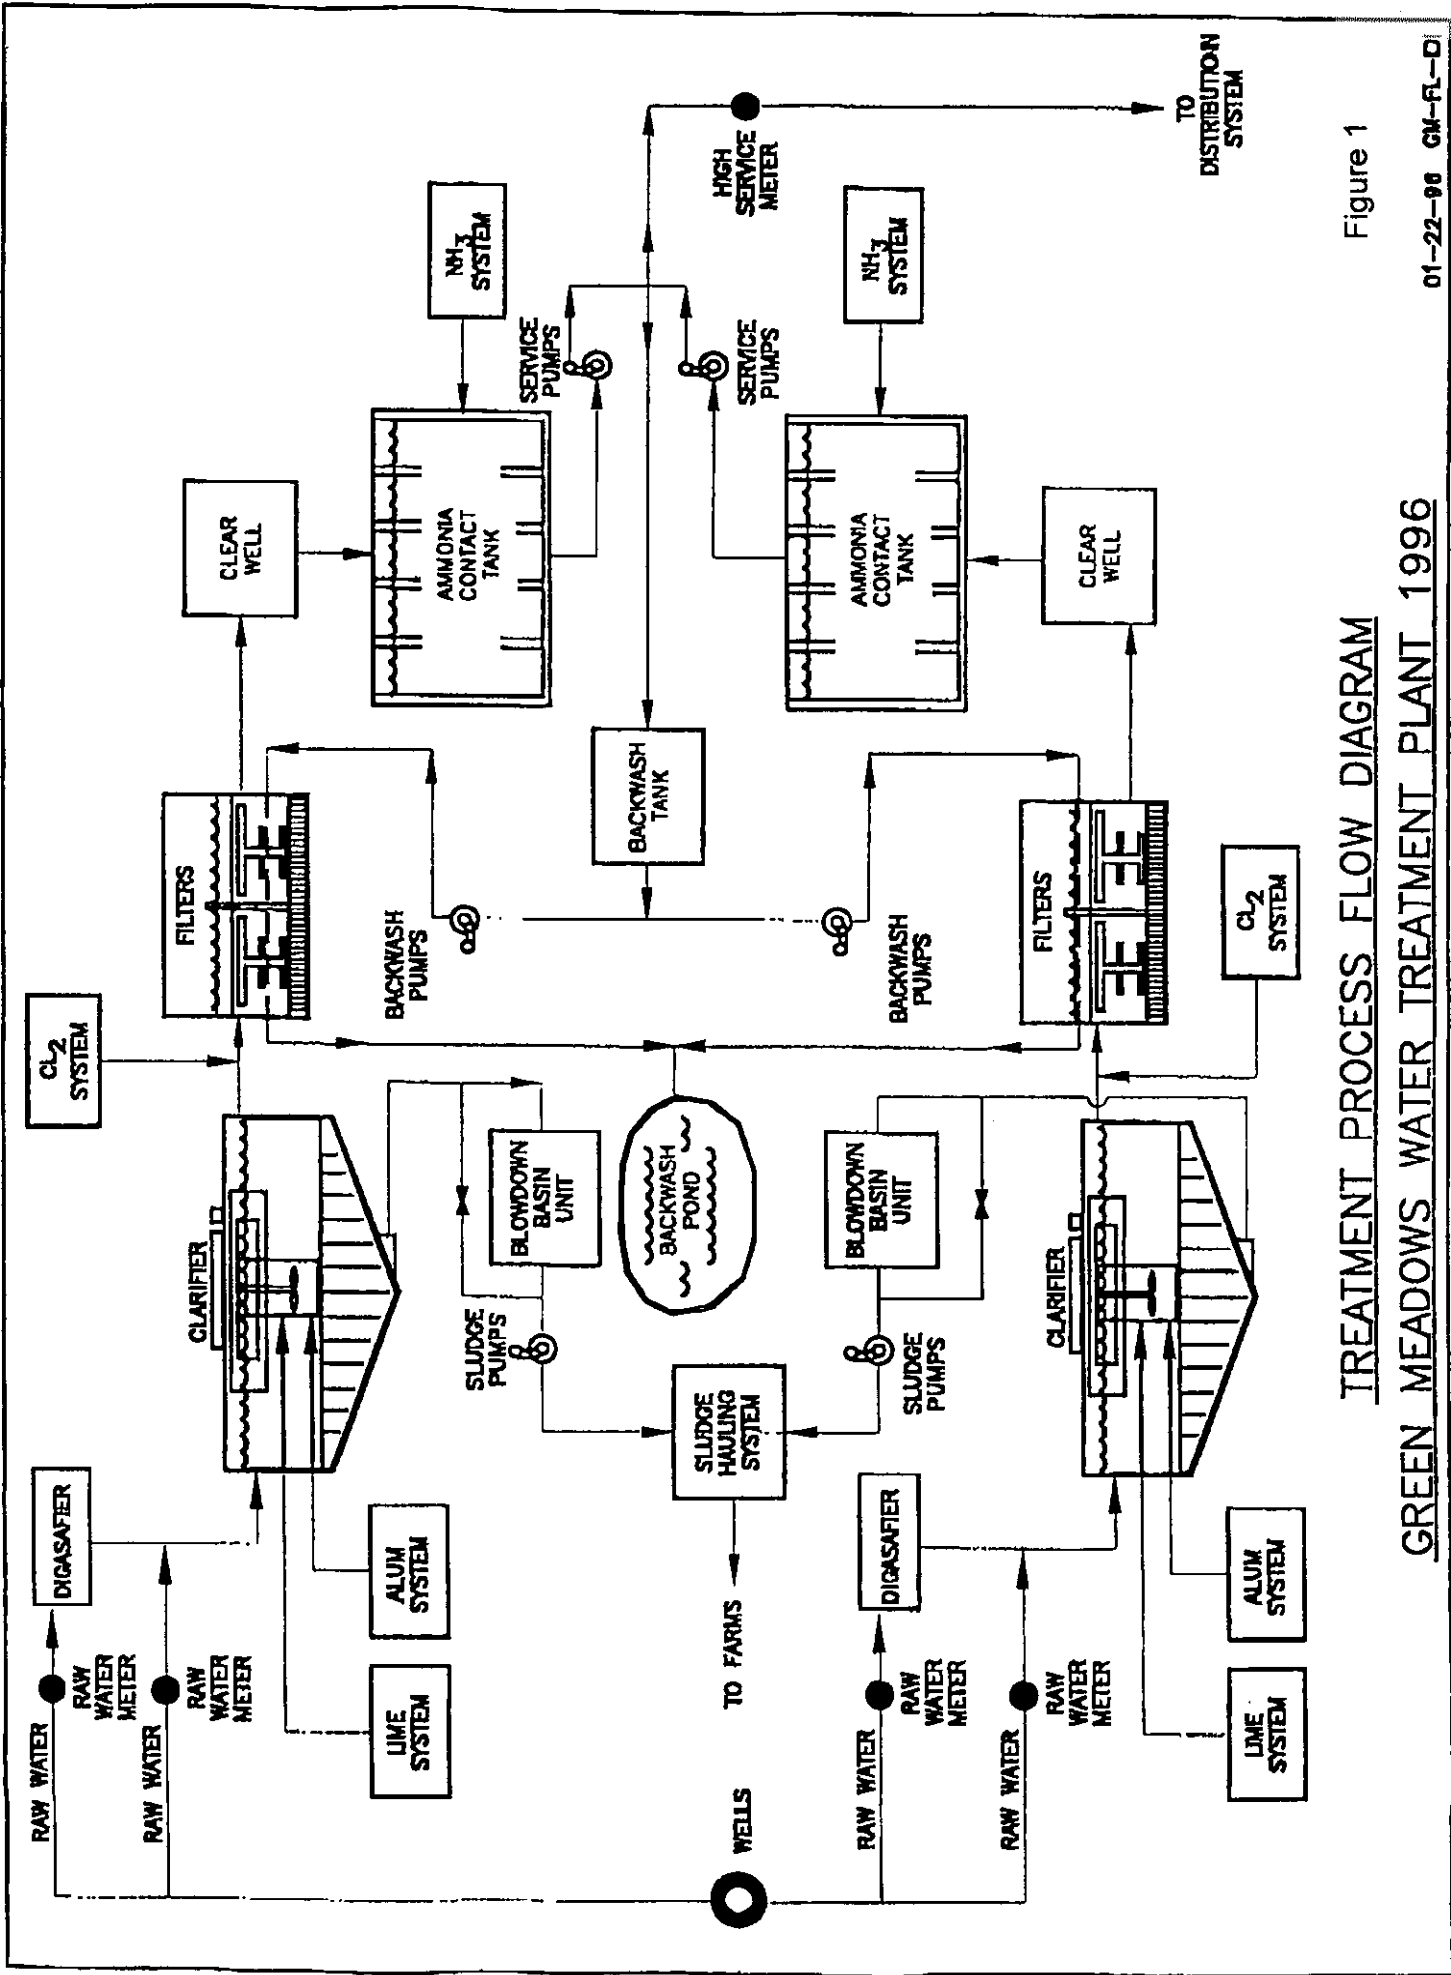 RAW WATER
RAW
WATER
METER
DIGASAFIER
RAW WATER
RAW
WATER
METER
LIME
SYSTEM
ALUM
SYSTEM
CLARIFIER
CL2
SYSTEM
FILTERS
CLEAR
WELL
AMMONIA
CONTACT
TANK
NH3
SYSTEM
SERVICE
PUMPS
BACKWASH
PUMPS
BLOWDOWN
BASIN
UNIT
SLUDGE
PUMPS
WELLS
TO FARMS
SLUDGE
HAULING
SYSTEM
BACKWASH
POND
BACKWASH
TANK
HIGH
SERVICE
METER
TO
DISTRIBUTION
SYSTEM
RAW WATER
RAW
WATER
METER
DIGASAFIER
RAW WATER
RAW
WATER
METER
SLUDGE
PUMPS
BLOWDOWN
BASIN
UNIT
BACKWASH
PUMPS
SERVICE
PUMPS
AMMONIA
CONTACT
TANK
NH3
SYSTEM
CLARIFIER
FILTERS
CLEAR
WELL
LIME
SYSTEM
ALUM
SYSTEM
CL2
SYSTEM
Figure 1
TREATMENT PROCESS FLOW DIAGRAM
GREEN MEADOWS WATER TREATMENT PLANT 1996
01-22-96 GM-FL-D